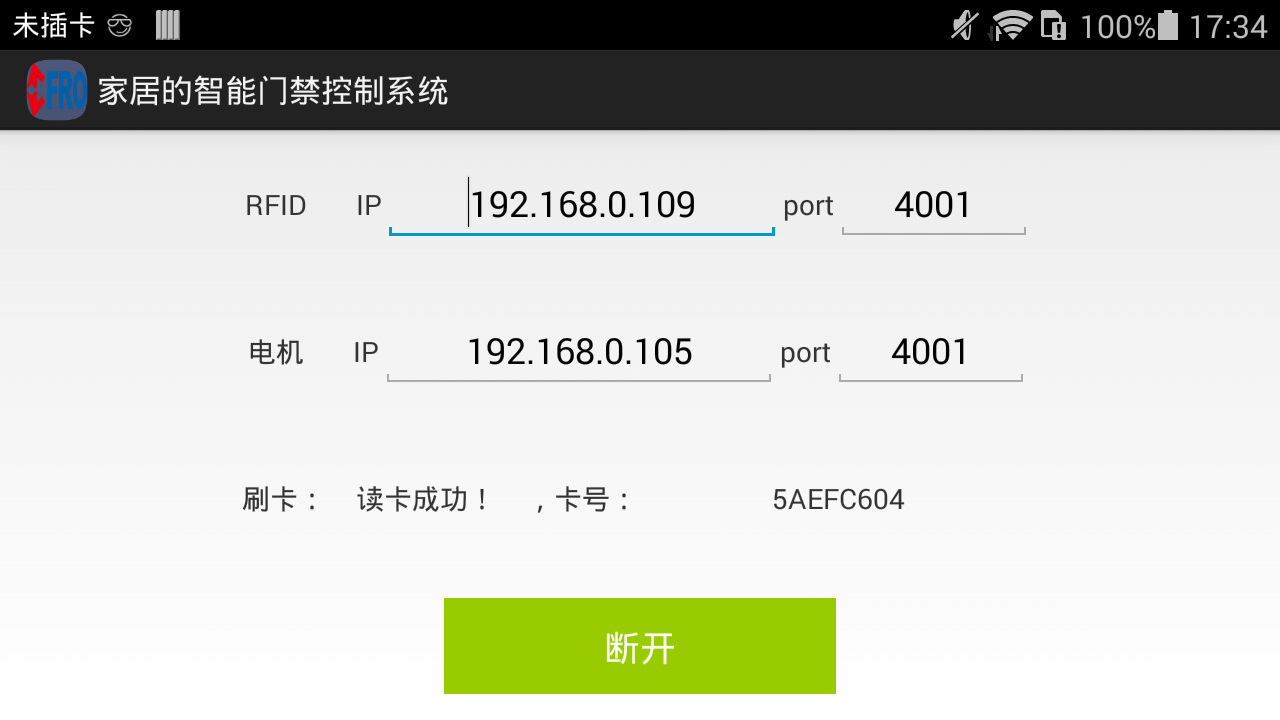 未插卡 100% 17:34
FRO 家居的智能门禁控制系统
RFID IP 192.168.0.109 port 4001
电机 IP 192.168.0.105 port 4001
刷卡： 读卡成功！ ，卡号： 5AEFC604
断开